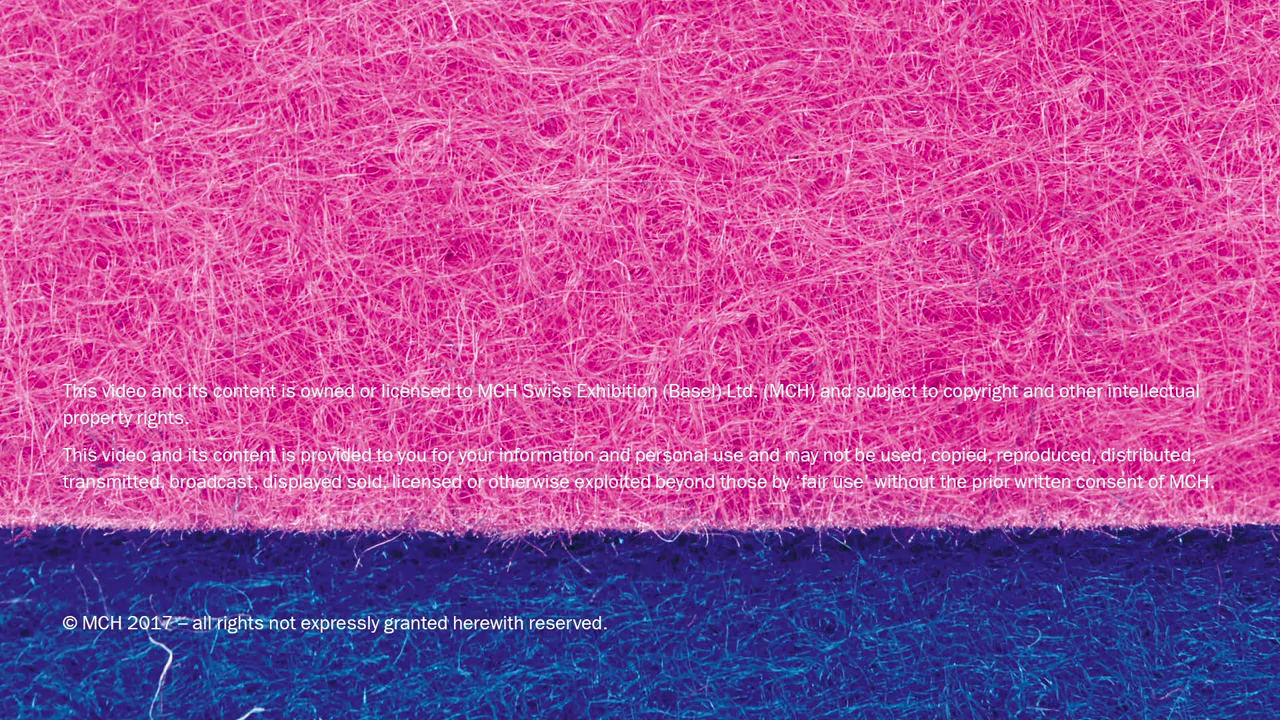 This video and its content is owned or licensed to MCH Swiss Exhibition (Basel) Ltd. (MCH) and subject to copyright and other intellectual
property rights.
This video and its content is provided to you for your information and personal use and may not be used, copied, reproduced, distributed,
transmitted, broadcast, displayed sold, licensed or otherwise exploited beyond those by ‘fair use’ without the prior written consent of MCH.
© MCH 2017 – all rights not expressly granted herewith reserved.